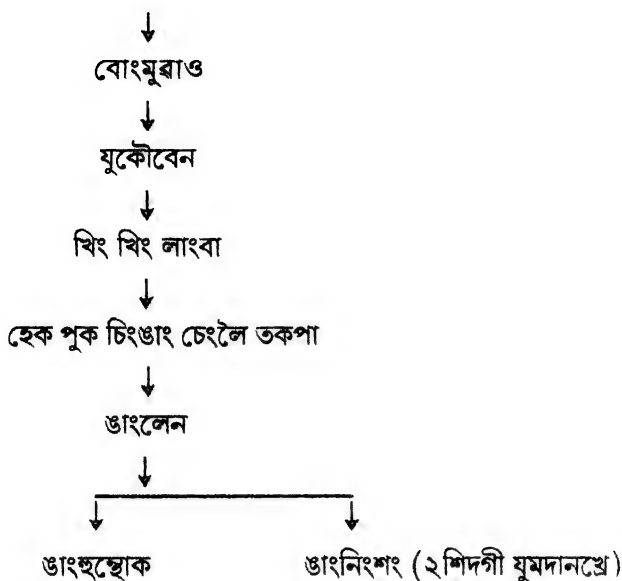 বোংমুরাও
যুকৌবেন
খিং খিং লাংবা
হেক পুক চিংঙাং চেংলৈ তকপা
ঙাংলেন
ঙাংহুন্থোক ঙাংনিংশং (২শিদগী যুমদানখ্রে)